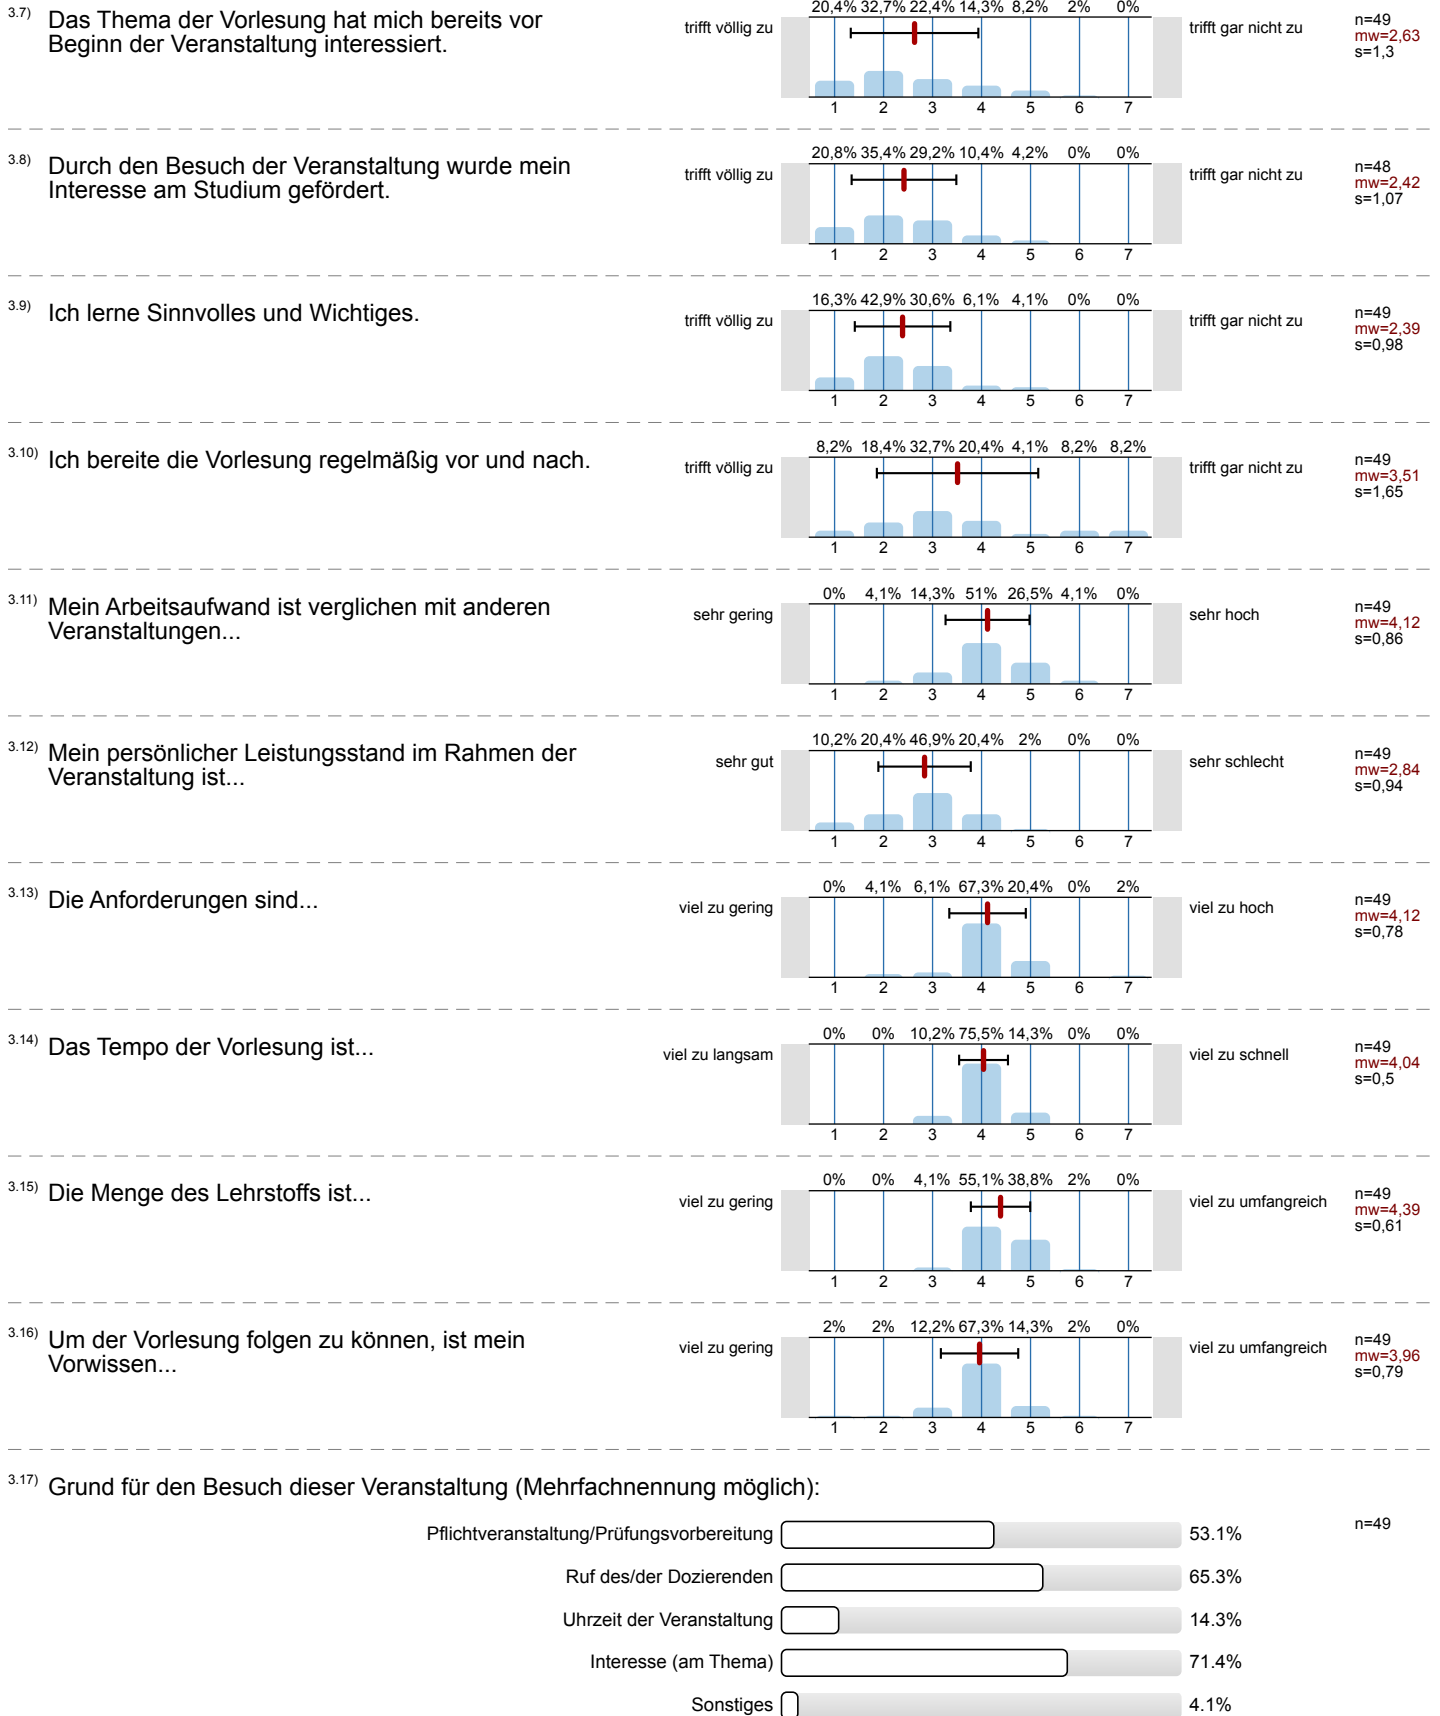 3.7) Das Thema der Vorlesung hat mich bereits vor
Beginn der Veranstaltung interessiert.
trifft völlig zu
20,4% 32,7% 22,4% 14,3% 8,2% 2% 0%
1 2 3 4 5 6 7
trifft gar nicht zu
n=49
mw=2,63
s=1,3
3.8) Durch den Besuch der Veranstaltung wurde mein
Interesse am Studium gefördert.
trifft völlig zu
20,8% 35,4% 29,2% 10,4% 4,2% 0% 0%
1 2 3 4 5 6 7
trifft gar nicht zu
n=48
mw=2,42
s=1,07
3.9) Ich lerne Sinnvolles und Wichtiges.
trifft völlig zu
16,3% 42,9% 30,6% 6,1% 4,1% 0% 0%
1 2 3 4 5 6 7
trifft gar nicht zu
n=49
mw=2,39
s=0,98
3.10) Ich bereite die Vorlesung regelmäßig vor und nach.
trifft völlig zu
8,2% 18,4% 32,7% 20,4% 4,1% 8,2% 8,2%
1 2 3 4 5 6 7
trifft gar nicht zu
n=49
mw=3,51
s=1,65
3.11) Mein Arbeitsaufwand ist verglichen mit anderen
Veranstaltungen...
sehr gering
0% 4,1% 14,3% 51% 26,5% 4,1% 0%
1 2 3 4 5 6 7
sehr hoch
n=49
mw=4,12
s=0,86
3.12) Mein persönlicher Leistungsstand im Rahmen der
Veranstaltung ist...
sehr gut
10,2% 20,4% 46,9% 20,4% 2% 0% 0%
1 2 3 4 5 6 7
sehr schlecht
n=49
mw=2,84
s=0,94
3.13) Die Anforderungen sind...
viel zu gering
0% 4,1% 6,1% 67,3% 20,4% 0% 2%
1 2 3 4 5 6 7
viel zu hoch
n=49
mw=4,12
s=0,78
3.14) Das Tempo der Vorlesung ist...
viel zu langsam
0% 0% 10,2% 75,5% 14,3% 0% 0%
1 2 3 4 5 6 7
viel zu schnell
n=49
mw=4,04
s=0,5
3.15) Die Menge des Lehrstoffs ist...
viel zu gering
0% 0% 4,1% 55,1% 38,8% 2% 0%
1 2 3 4 5 6 7
viel zu umfangreich
n=49
mw=4,39
s=0,61
3.16) Um der Vorlesung folgen zu können, ist mein
Vorwissen...
viel zu gering
2% 2% 12,2% 67,3% 14,3% 2% 0%
1 2 3 4 5 6 7
viel zu umfangreich
n=49
mw=3,96
s=0,79
3.17) Grund für den Besuch dieser Veranstaltung (Mehrfachnennung möglich):
Pflichtveranstaltung/Prüfungsvorbereitung 53.1% n=49
Ruf des/der Dozierenden 65.3%
Uhrzeit der Veranstaltung 14.3%
Interesse (am Thema) 71.4%
Sonstiges 4.1%